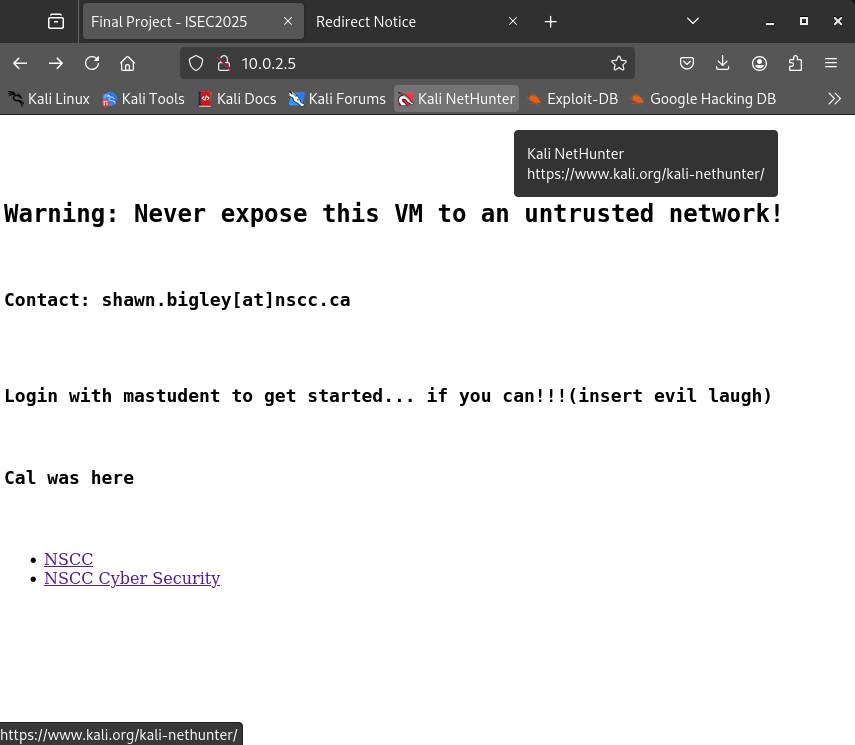 Final Project - ISEC2025
Redirect Notice
10.0.2.5
Kali Linux
Kali Tools
Kali Docs
Kali Forums
Kali NetHunter
Exploit-DB
Google Hacking DB
Kali NetHunter
https://www.kali.org/kali-nethunter/
Warning: Never expose this VM to an untrusted network!
Contact: shawn.bigley[at]nscc.ca
Login with mastudent to get started... if you can!!!(insert evil laugh)
Cal was here
NSCC
NSCC Cyber Security
https://www.kali.org/kali-nethunter/